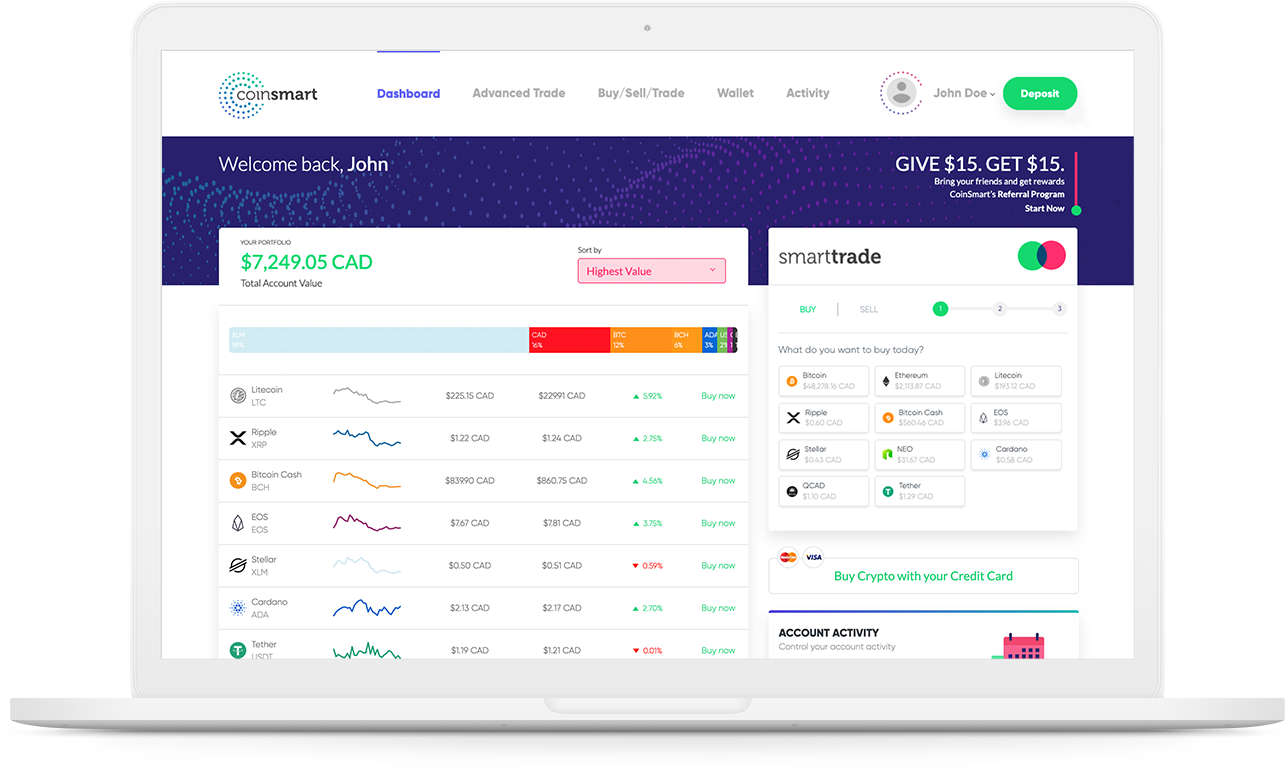 coinsmart
Dashboard
Advanced Trade
Buy/Sell/Trade
Wallet
Activity
John Doe
Deposit
Welcome back, John
GIVE $15. GET $15.
Bring your friends and get rewards
CoinSmart's Referral Program
Start Now
YOUR PORTFOLIO
$7,249.05 CAD
Total Account Value
Sort by
Highest Value
XLM
59%
CAD
16%
BTC
12%
BCH
6%
ADA
3%
2%
Litecoin
LTC
$225.15 CAD
$229.91 CAD
5.92%
Buy now
Ripple
XRP
$1.22 CAD
$1.24 CAD
2.75%
Buy now
Bitcoin Cash
BCH
$839.90 CAD
$860.75 CAD
4.56%
Buy now
EOS
EOS
$7.67 CAD
$7.81 CAD
3.75%
Buy now
Stellar
XLM
$0.50 CAD
$0.51 CAD
0.59%
Buy now
Cardano
ADA
$2.13 CAD
$2.17 CAD
2.70%
Buy now
Tether
USDT
$1.19 CAD
$1.21 CAD
0.01%
Buy now
smarttrade
BUY
SELL
1
2
3
What do you want to buy today?
Bitcoin
$48,278.16 CAD
Ethereum
$2,113.87 CAD
Litecoin
$193.12 CAD
Ripple
$0.60 CAD
Bitcoin Cash
$560.46 CAD
EOS
$3.96 CAD
Stellar
$0.43 CAD
NEO
$31.67 CAD
Cardano
$0.58 CAD
QCAD
$1.10 CAD
Tether
$1.29 CAD
VISA
Buy Crypto with your Credit Card
ACCOUNT ACTIVITY
Control your account activity